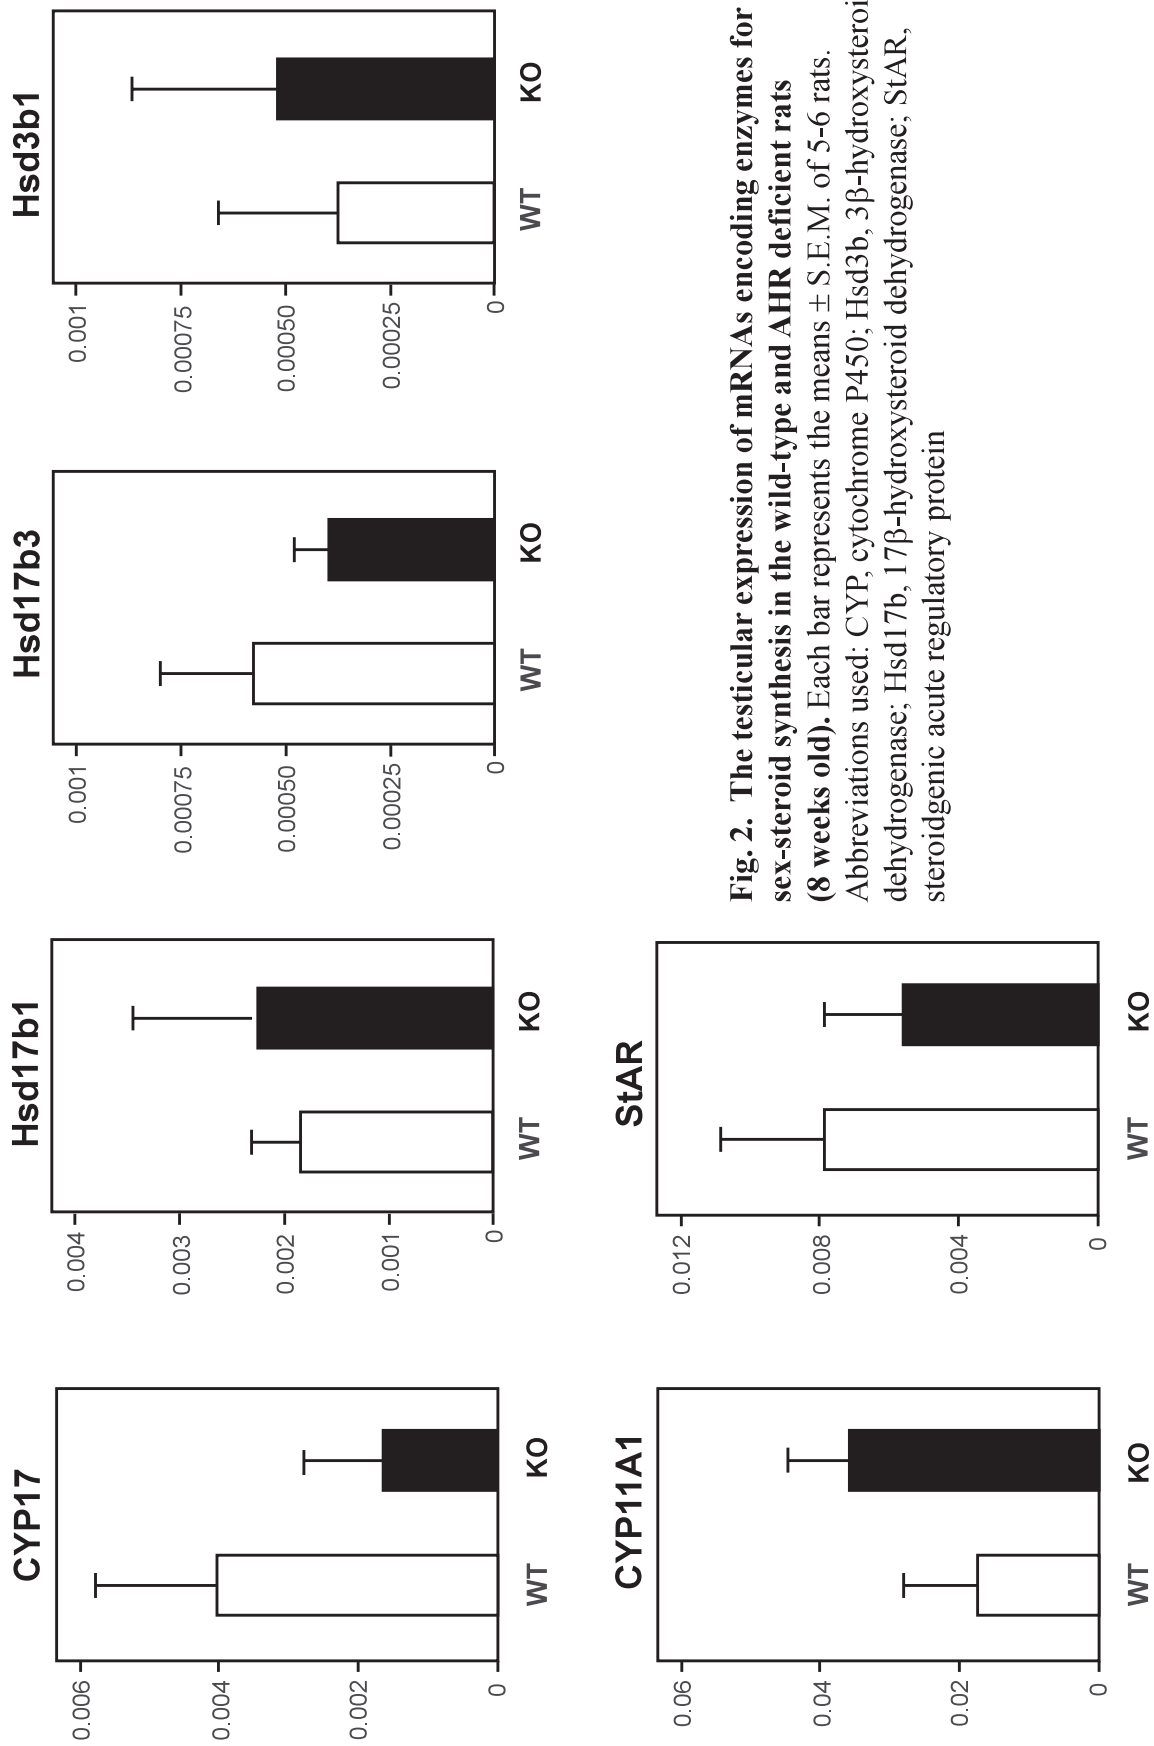 CYP17
0.006
0.004
0.002
0
WT
KO
Hsd17b1
0.004
0.003
0.002
0.001
0
WT
KO
Hsd17b3
0.001
0.00075
0.00050
0.00025
0
WT
KO
Hsd3b1
0.001
0.00075
0.00050
0.00025
0
WT
KO
CYP11A1
0.06
0.04
0.02
0
WT
KO
StAR
0.012
0.008
0.004
0
WT
KO
Fig. 2. The testicular expression of mRNAs encoding enzymes for
sex-steroid synthesis in the wild-type and AHR deficient rats
(8 weeks old). Each bar represents the means ± S.E.M. of 5-6 rats.
Abbreviations used: CYP, cytochrome P450; Hsd3b, 3β-hydroxysteroi
dehydrogenase; Hsd17b, 17β-hydroxysteroid dehydrogenase; StAR,
steroidgenic acute regulatory protein